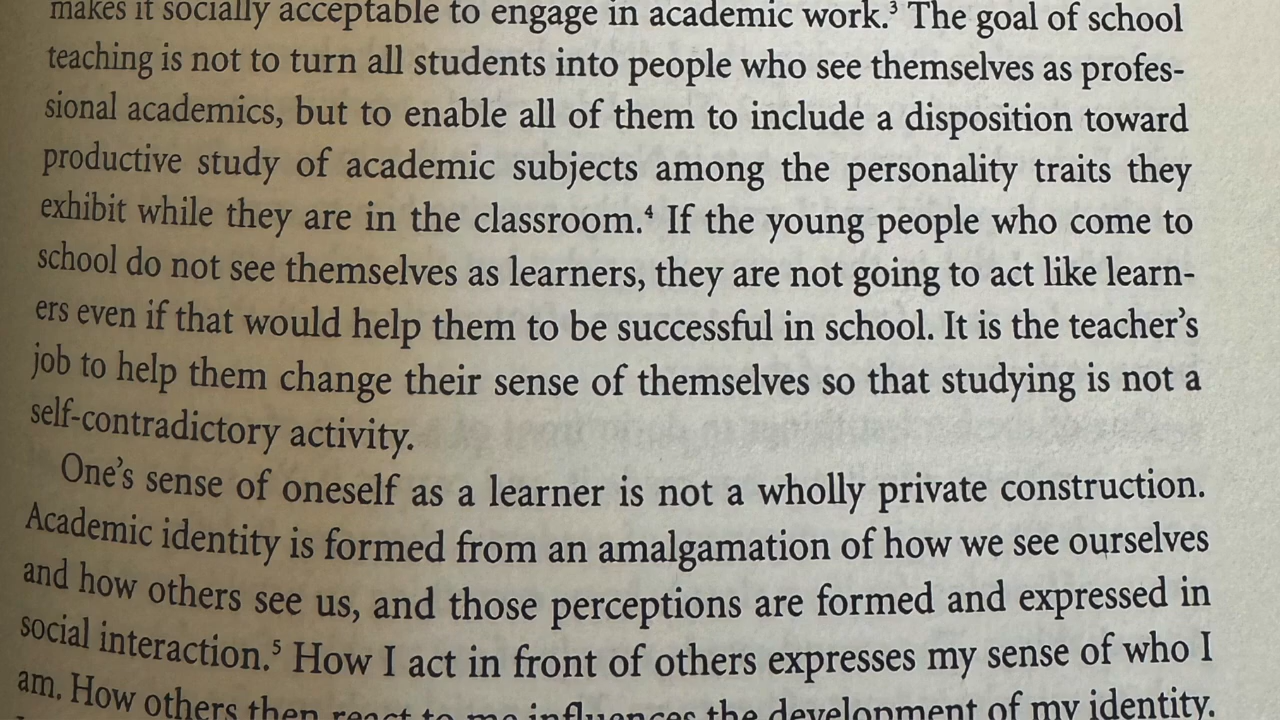 makes it socially acceptable to engage in academic work.³ The goal of school
teaching is not to turn all students into people who see themselves as profes-
sional academics, but to enable all of them to include a disposition toward
productive study of academic subjects among the personality traits they
exhibit while they are in the classroom.⁴ If the young people who come to
school do not see themselves as learners, they are not going to act like learn-
ers even if that would help them to be successful in school. It is the teacher’s
job to help them change their sense of themselves so that studying is not a
self-contradictory activity.
One’s sense of oneself as a learner is not a wholly private construction.
Academic identity is formed from an amalgamation of how we see ourselves
and how others see us, and those perceptions are formed and expressed in
social interaction.⁵ How I act in front of others expresses my sense of who I
am. How others then react to me influences the development of my identity.